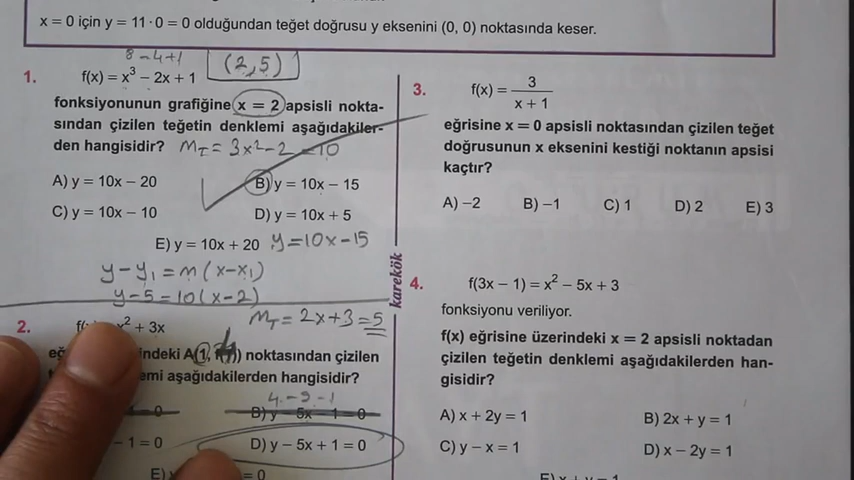 x = 0 için y = 11·0 = 0 olduğundan teğet doğrusu y eksenini (0, 0) noktasında keser.
8 - 4 + 1
1. f(x) = x³ – 2x + 1 (2,5)
fonksiyonunun grafiğine x = 2 apsisli nokta-
sından çizilen teğetin denklemi aşağıdakiler-
den hangisidir? m_T = 3x² - 2 = 10
A) y = 10x – 20 B) y = 10x – 15
C) y = 10x – 10 D) y = 10x + 5
E) y = 10x + 20 y = 10x - 15
y - y₁ = m(x - x₁)
y - 5 = 10(x - 2)
m_T = 2x + 3 = 5
2. x² + 3x
indeki A(1, noktasından çizilen
emi aşağıdakilerden hangisidir?
4 - 5 - 1
B) y – 5x – 1 = 0
– 1 = 0 D) y – 5x + 1 = 0
E) = 0
karekök
3. f(x) = 3 / (x + 1)
eğrisine x = 0 apsisli noktasından çizilen teğet
doğrusunun x eksenini kestiği noktanın apsisi
kaçtır?
A) –2 B) –1 C) 1 D) 2 E) 3
4. f(3x – 1) = x² – 5x + 3
fonksiyonu veriliyor.
f(x) eğrisine üzerindeki x = 2 apsisli noktadan
çizilen teğetin denklemi aşağıdakilerden han-
gisidir?
A) x + 2y = 1 B) 2x + y = 1
C) y – x = 1 D) x – 2y = 1
E) x + y = 1